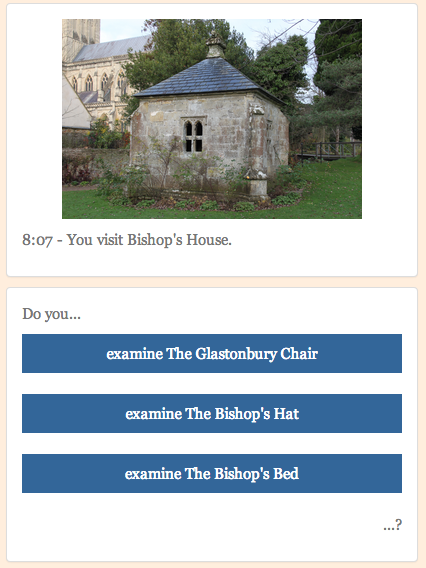 8:07 - You visit Bishop's House.
Do you...
examine The Glastonbury Chair
examine The Bishop's Hat
examine The Bishop's Bed
...?